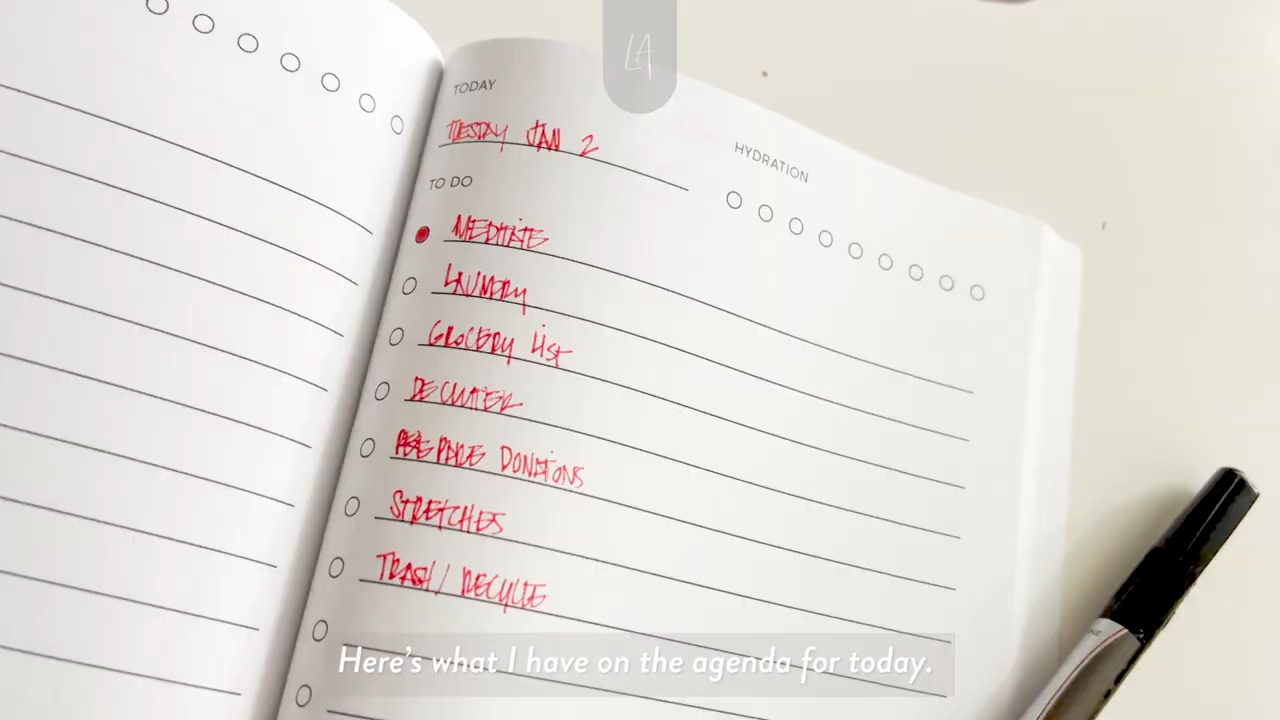 LA
TODAY
TUESDAY JAN 2
HYDRATION
TO DO
MEDITATE
LAUNDRY
GROCERY LIST
DECLUTTER
PREPARE DONATIONS
STRETCHES
TRASH / RECYCLE
Here's what I have on the agenda for today.